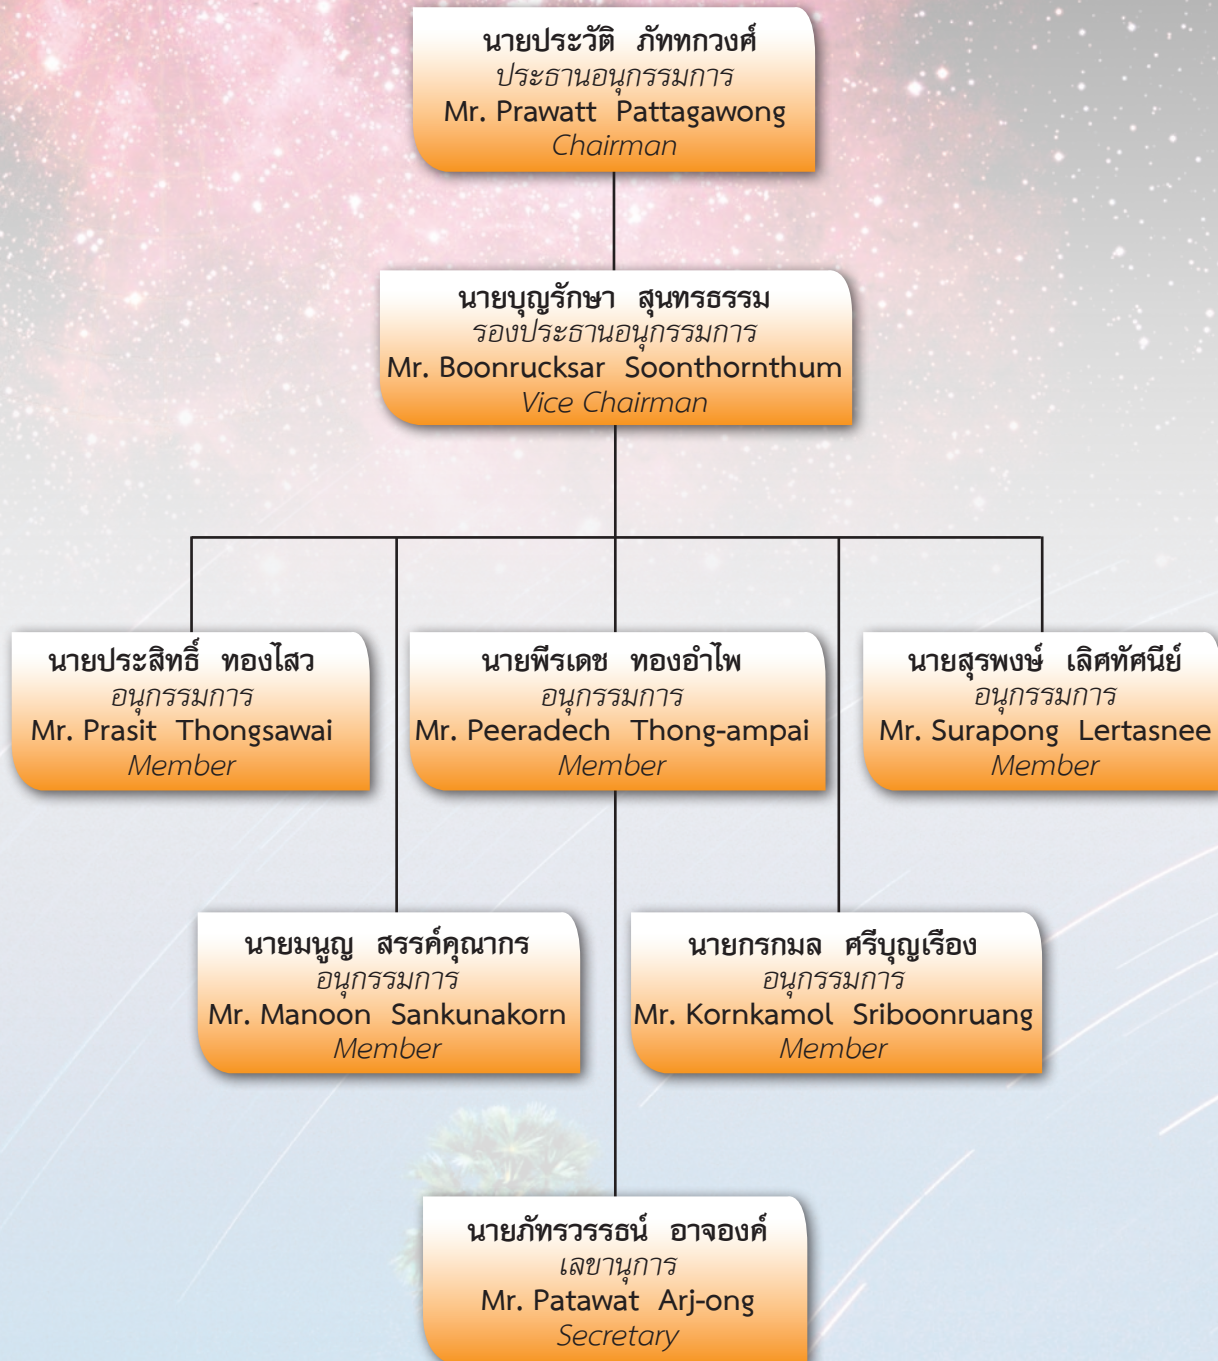 นายประวัติ ภัททกวงศ์
ประธานอนุกรรมการ
Mr. Prawatt Pattagawong
Chairman
นายบุญรักษา สุนทรธรรม
รองประธานอนุกรรมการ
Mr. Boonrucksar Soonthornthum
Vice Chairman
นายประสิทธิ์ ทองไสว
อนุกรรมการ
Mr. Prasit Thongsawai
Member
นายพีรเดช ทองอำไพ
อนุกรรมการ
Mr. Peeradech Thong-ampai
Member
นายสุรพงษ์ เลิศทัศนีย์
อนุกรรมการ
Mr. Surapong Lertasnee
Member
นายมนูญ สรรค์คุณากร
อนุกรรมการ
Mr. Manoon Sankunakorn
Member
นายกรกมล ศรีบุญเรือง
อนุกรรมการ
Mr. Kornkamol Sriboonruang
Member
นายภัทรวรรธน์ อาจองค์
เลขานุการ
Mr. Patawat Arj-ong
Secretary